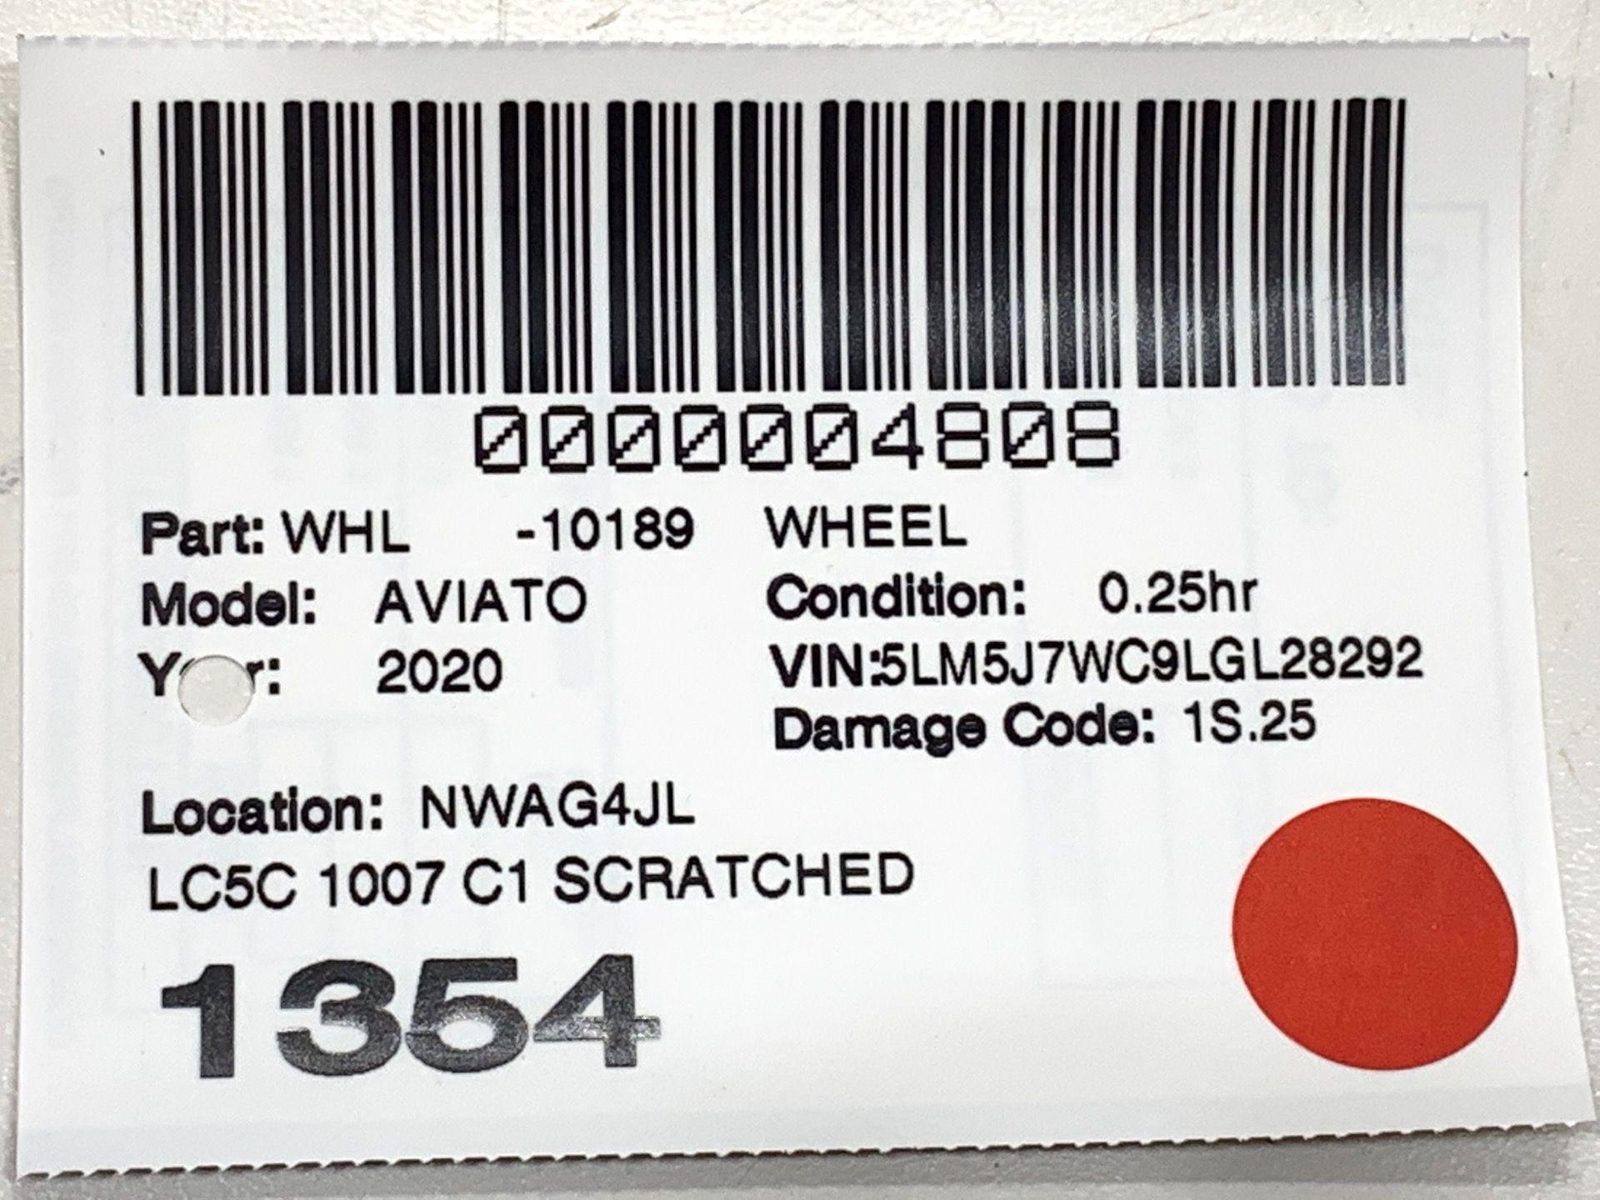 0000004808
Part: WHL -10189 WHEEL
Model: AVIATO Condition: 0.25hr
Year: 2020 VIN:5LM5J7WC9LGL28292
Damage Code: 1S.25
Location: NWAG4JL
LC5C 1007 C1 SCRATCHED
1354